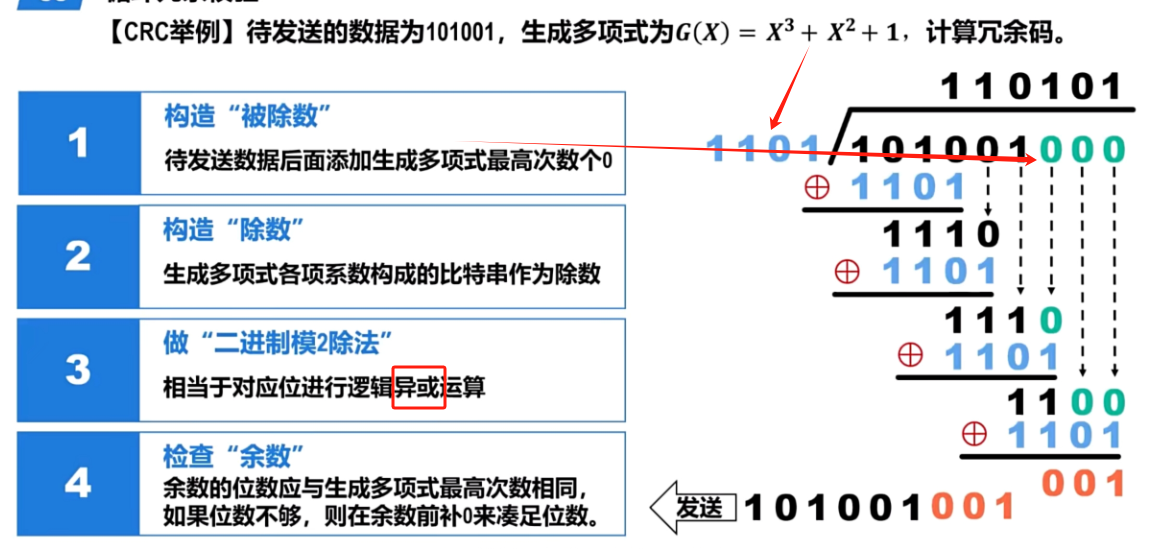 【CRC举例】待发送的数据为101001，生成多项式为G(X) = X³ + X² + 1，计算冗余码。
1
构造“被除数”
待发送数据后面添加生成多项式最高次数个0
2
构造“除数”
生成多项式各项系数构成的比特串作为除数
3
做“二进制模2除法”
相当于对应位进行逻辑异或运算
4
检查“余数”
余数的位数应与生成多项式最高次数相同，
如果位数不够，则在余数前补0来凑足位数。
110101
1101 101001000
⊕ 1101
1110
⊕ 1101
1110
⊕ 1101
1100
⊕ 1101
001
发送 101001001